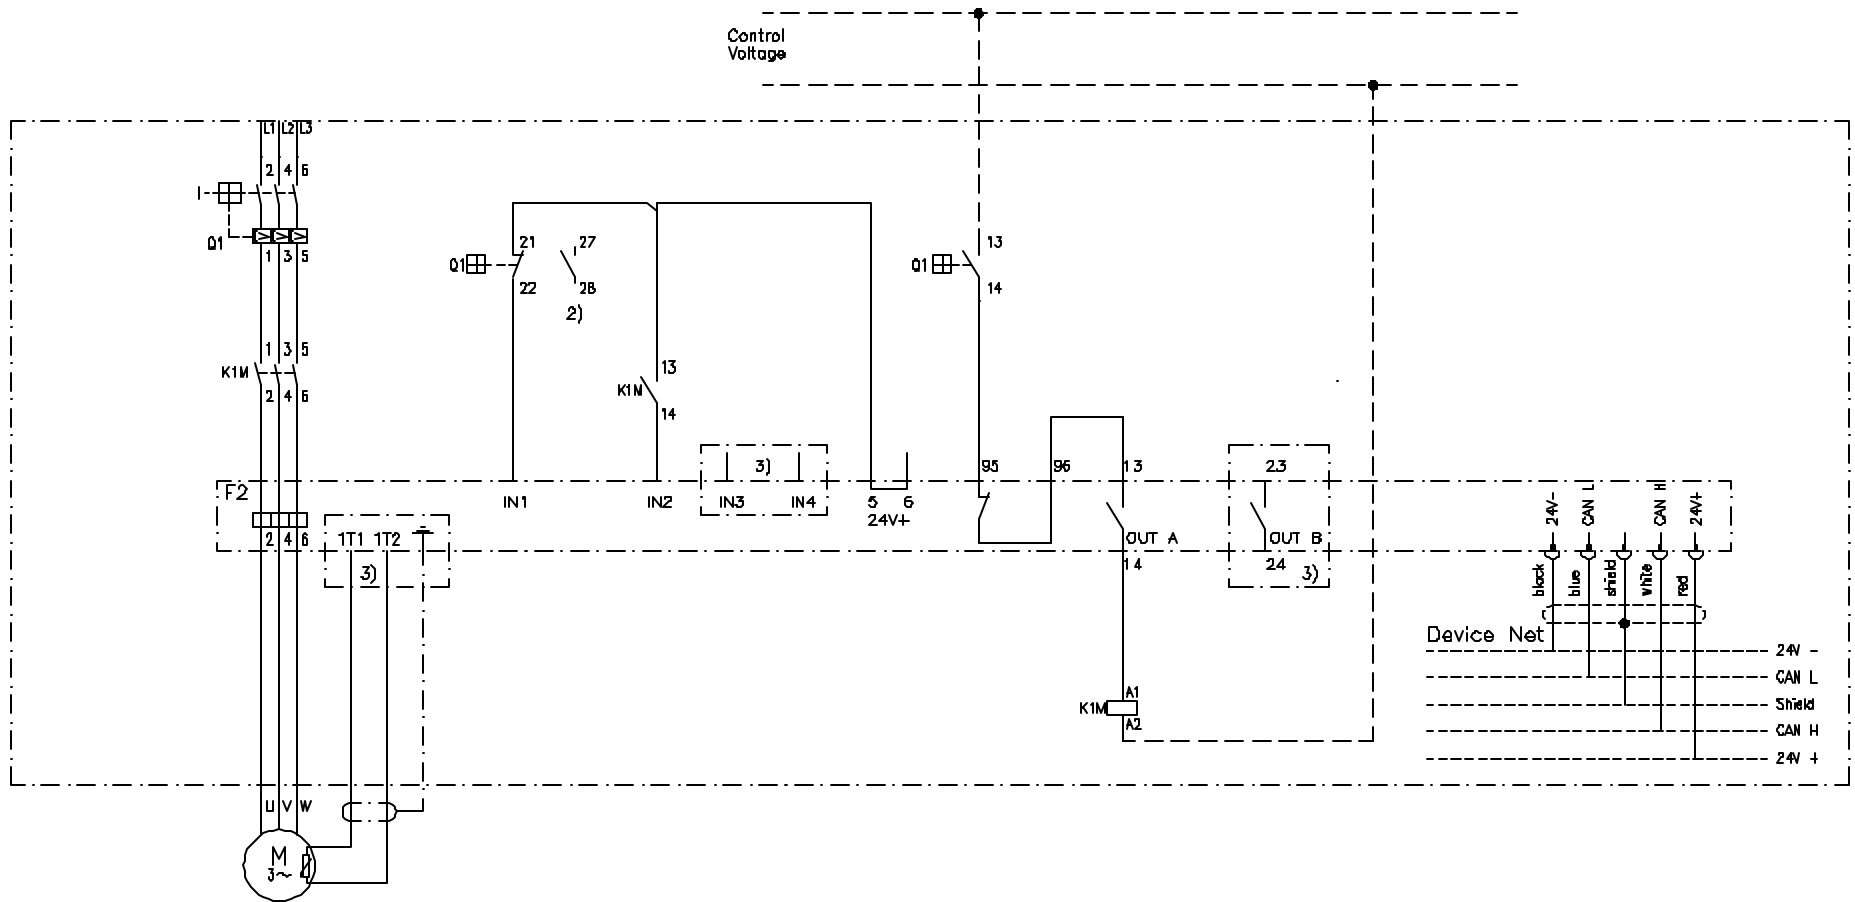 Control
Voltage
L1 L2 L3
2 4 6
I
Q1
1 3 5
21 27
Q1
22 28
2)
13
Q1
14
1 3 5
K1M
2 4 6
13
K1M
14
3)
95 96 13 23
F2
IN1 IN2 IN3 IN4 5 6
24V+
24V- CAN L CAN H 24V+
2 4 6
1T1 1T2
OUT A OUT B
3)
14 24 3)
black blue shield white red
Device Net
24V -
CAN L
Shield
CAN H
24V +
A1
K1M
A2
U V W
M
3~